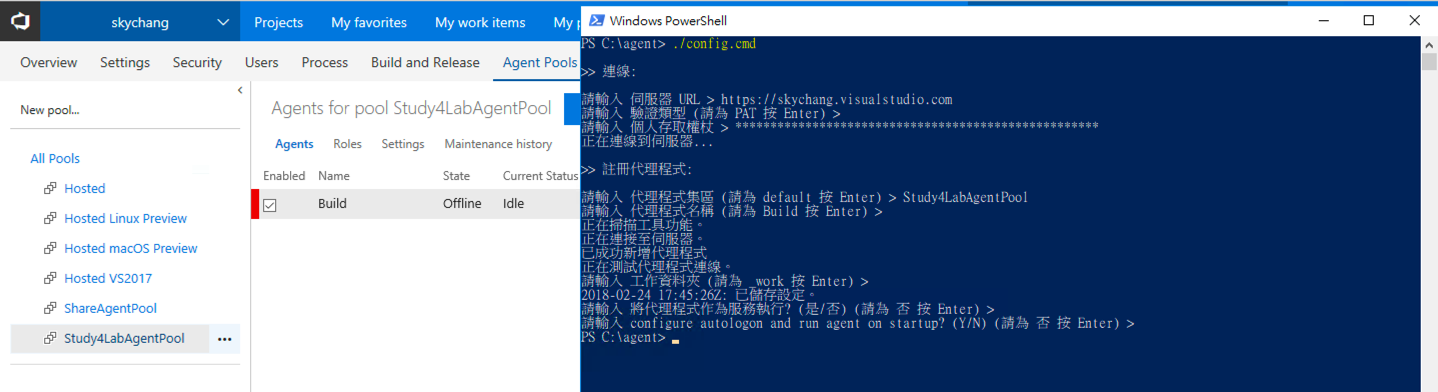 skychang Projects My favorites My work items My p
Overview Settings Security Users Process Build and Release Agent Pools
New pool...
All Pools
Hosted
Hosted Linux Preview
Hosted macOS Preview
Hosted VS2017
ShareAgentPool
Study4LabAgentPool ...
Agents for pool Study4LabAgentPool
Agents Roles Settings Maintenance history
Enabled Name State Current Status
Build Offline Idle
Windows PowerShell
PS C:\agent> ./config.cmd
>> 連線:
請輸入 伺服器 URL > https://skychang.visualstudio.com
請輸入 驗證類型 (請為 PAT 按 Enter) >
請輸入 個人存取權杖 > ****************************************************
正在連線到伺服器...
>> 註冊代理程式:
請輸入 代理程式集區 (請為 default 按 Enter) > Study4LabAgentPool
請輸入 代理程式名稱 (請為 Build 按 Enter) >
正在掃描工具功能。
正在連接至伺服器。
已成功新增代理程式
正在測試代理程式連線。
請輸入 工作資料夾 (請為 _work 按 Enter) >
2018-02-24 17:45:26Z: 已儲存設定。
請輸入 將代理程式作為服務執行? (是/否) (請為 否 按 Enter) >
請輸入 configure autologon and run agent on startup? (Y/N) (請為 否 按 Enter) >
PS C:\agent>